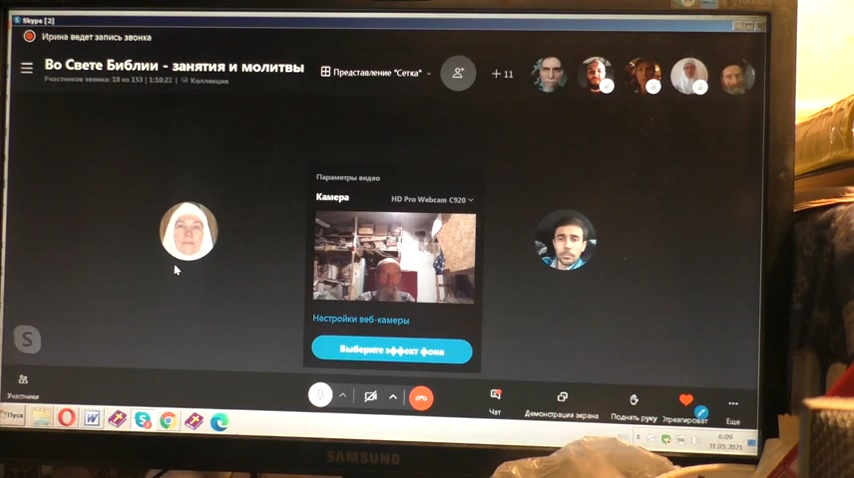 Skype [2]
Ирина ведет запись звонка
Во Свете Библии - занятия и молитвы
Участников звонка: 18 из 153 | 1:10:22 | Коллекция
Представление "Сетка"
+11
Параметры видео
Камера
HD Pro Webcam C920
Настройки веб-камеры
Выберите эффект фона
Участники
Чат
Демонстрация экрана
Поднять руку
Отреагировать
Еще
Пуск
RU
6:09
31.05.2021
SAMSUNG